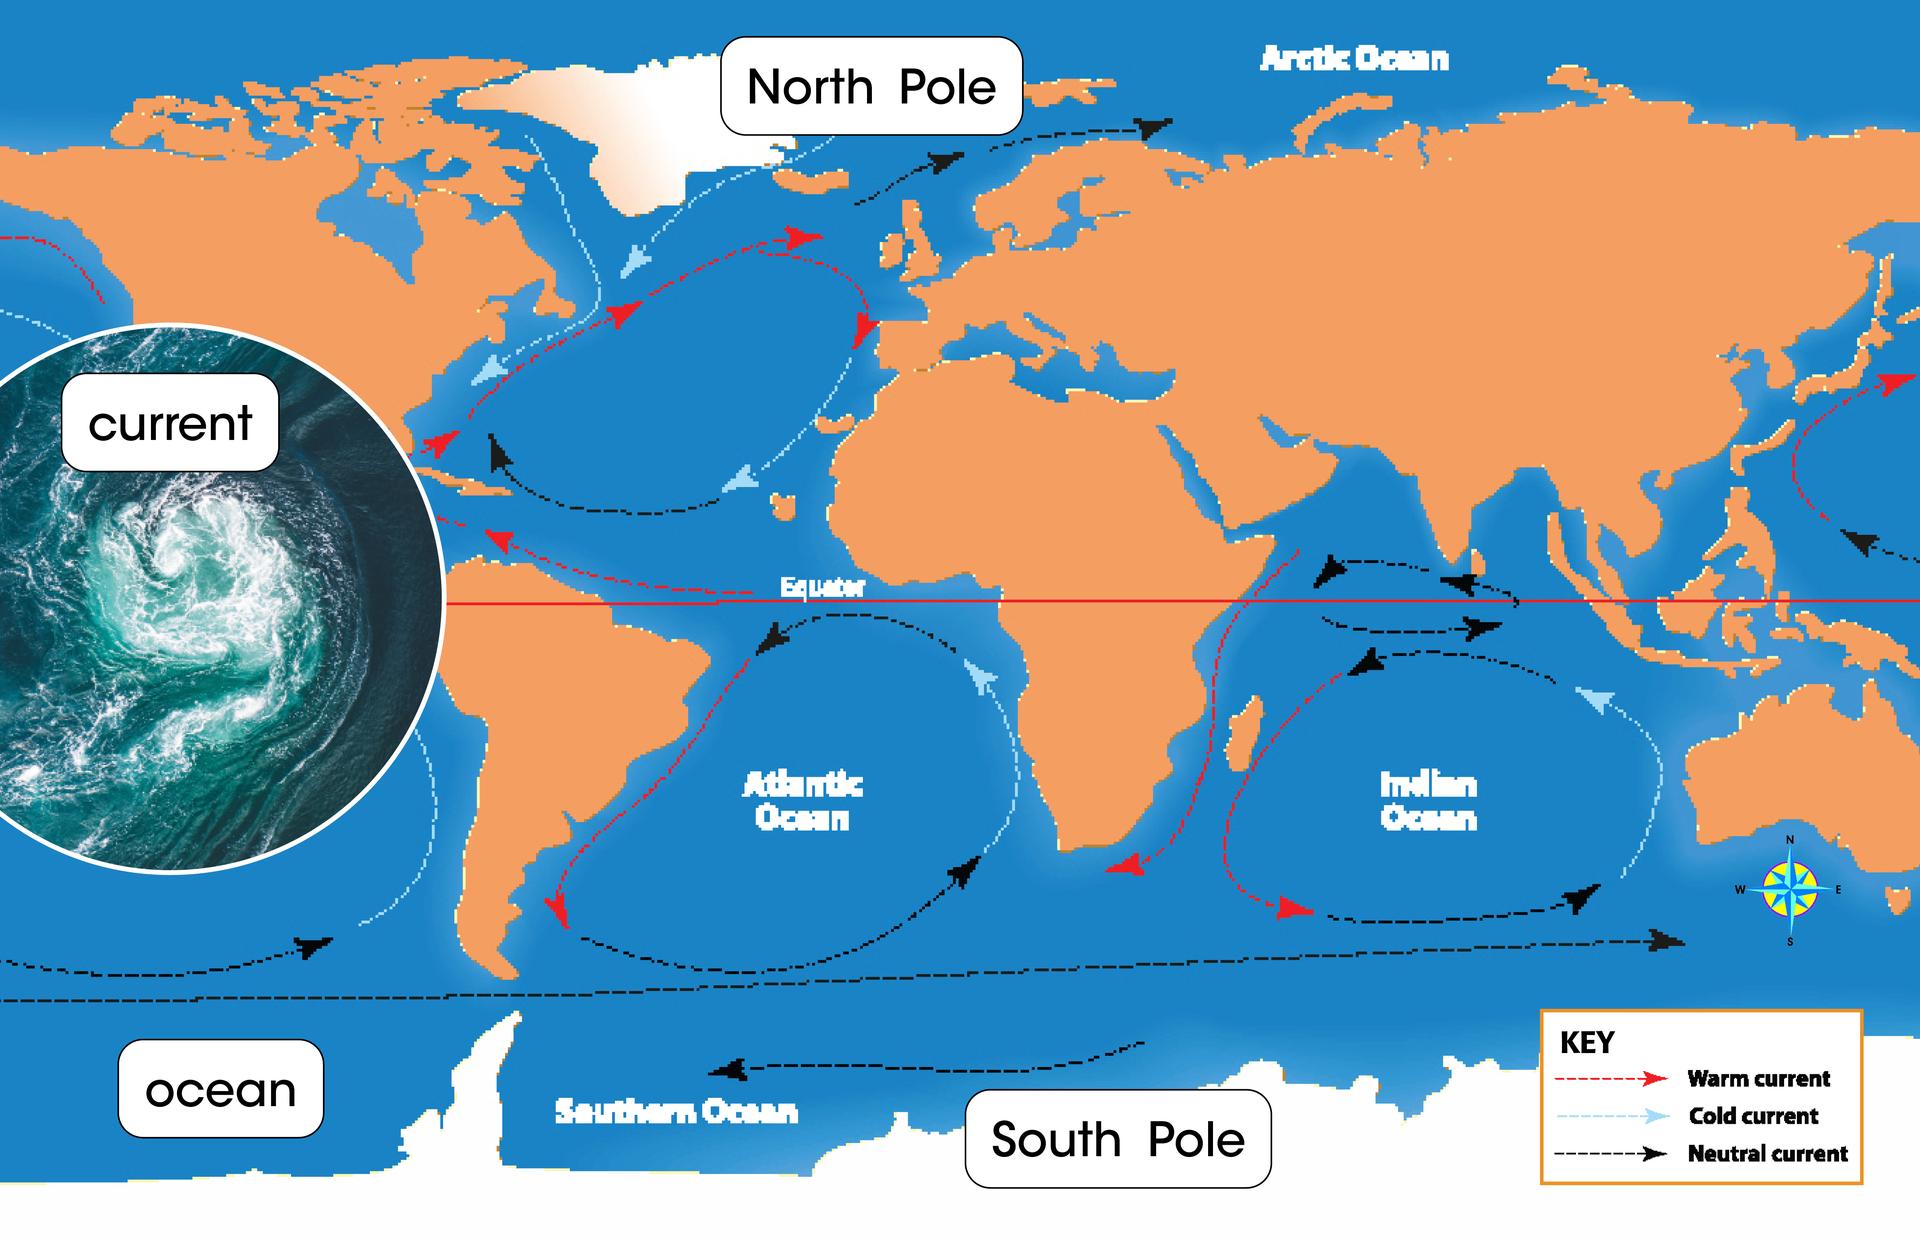 North Pole
Arctic Ocean
current
Equator
Atlantic
Ocean
Indian
Ocean
N
W
E
S
ocean
Southern Ocean
South Pole
KEY
Warm current
Cold current
Neutral current